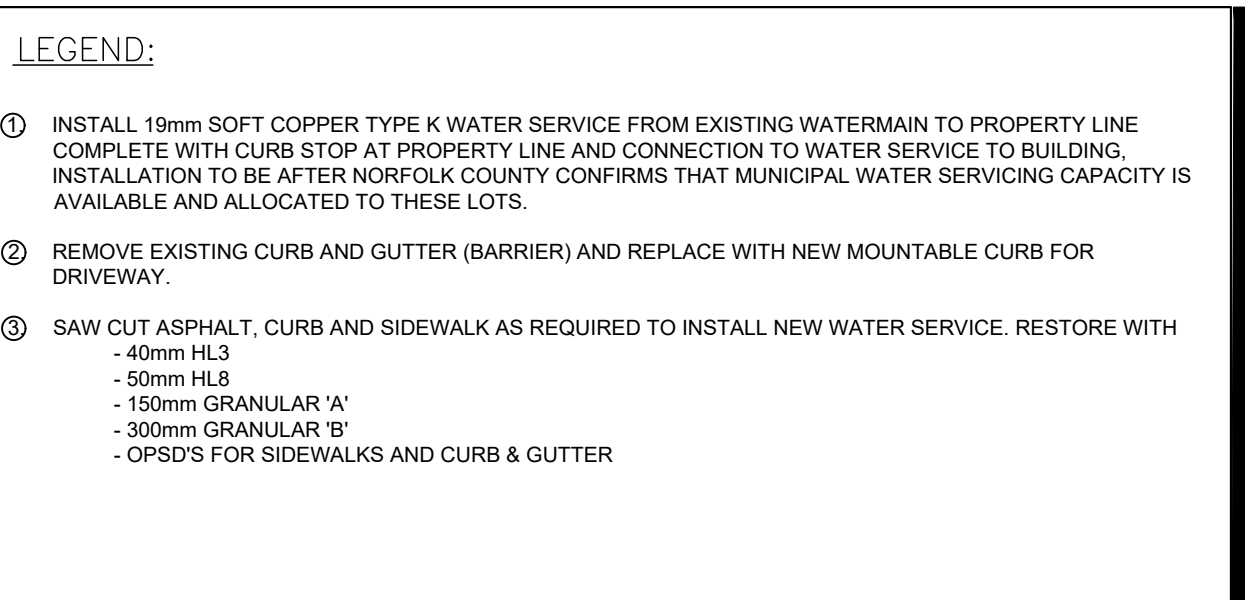 LEGEND:
① INSTALL 19mm SOFT COPPER TYPE K WATER SERVICE FROM EXISTING WATERMAIN TO PROPERTY LINE
COMPLETE WITH CURB STOP AT PROPERTY LINE AND CONNECTION TO WATER SERVICE TO BUILDING,
INSTALLATION TO BE AFTER NORFOLK COUNTY CONFIRMS THAT MUNICIPAL WATER SERVICING CAPACITY IS
AVAILABLE AND ALLOCATED TO THESE LOTS.
② REMOVE EXISTING CURB AND GUTTER (BARRIER) AND REPLACE WITH NEW MOUNTABLE CURB FOR
DRIVEWAY.
③ SAW CUT ASPHALT, CURB AND SIDEWALK AS REQUIRED TO INSTALL NEW WATER SERVICE. RESTORE WITH
- 40mm HL3
- 50mm HL8
- 150mm GRANULAR 'A'
- 300mm GRANULAR 'B'
- OPSD'S FOR SIDEWALKS AND CURB & GUTTER